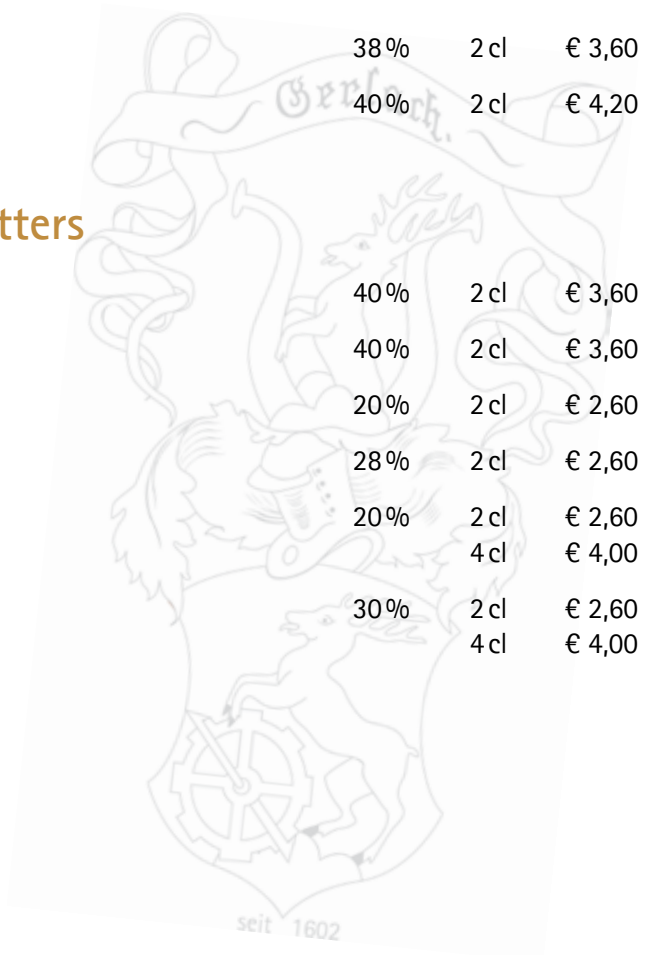 38 % 2 cl € 3,60
Gerlach.
40 % 2 cl € 4,20
tters
40 % 2 cl € 3,60
40 % 2 cl € 3,60
20 % 2 cl € 2,60
28 % 2 cl € 2,60
20 % 2 cl € 2,60
4 cl € 4,00
30 % 2 cl € 2,60
4 cl € 4,00
seit 1602